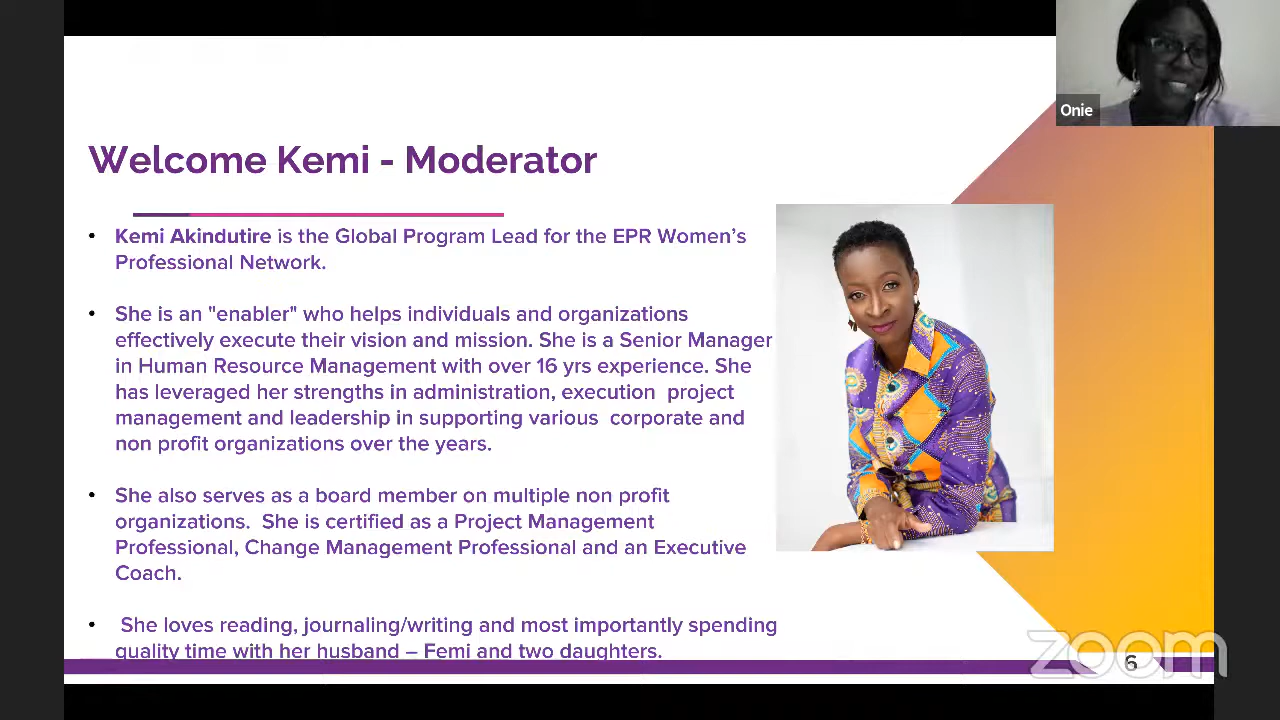 Onie
Welcome Kemi - Moderator
• Kemi Akindutire is the Global Program Lead for the EPR Women's
Professional Network.
• She is an "enabler" who helps individuals and organizations
effectively execute their vision and mission. She is a Senior Manager
in Human Resource Management with over 16 yrs experience. She
has leveraged her strengths in administration, execution  project
management and leadership in supporting various  corporate and
non profit organizations over the years.
• She also serves as a board member on multiple non profit
organizations.  She is certified as a Project Management
Professional, Change Management Professional and an Executive
Coach.
• She loves reading, journaling/writing and most importantly spending
quality time with her husband – Femi and two daughters.
zoom
6